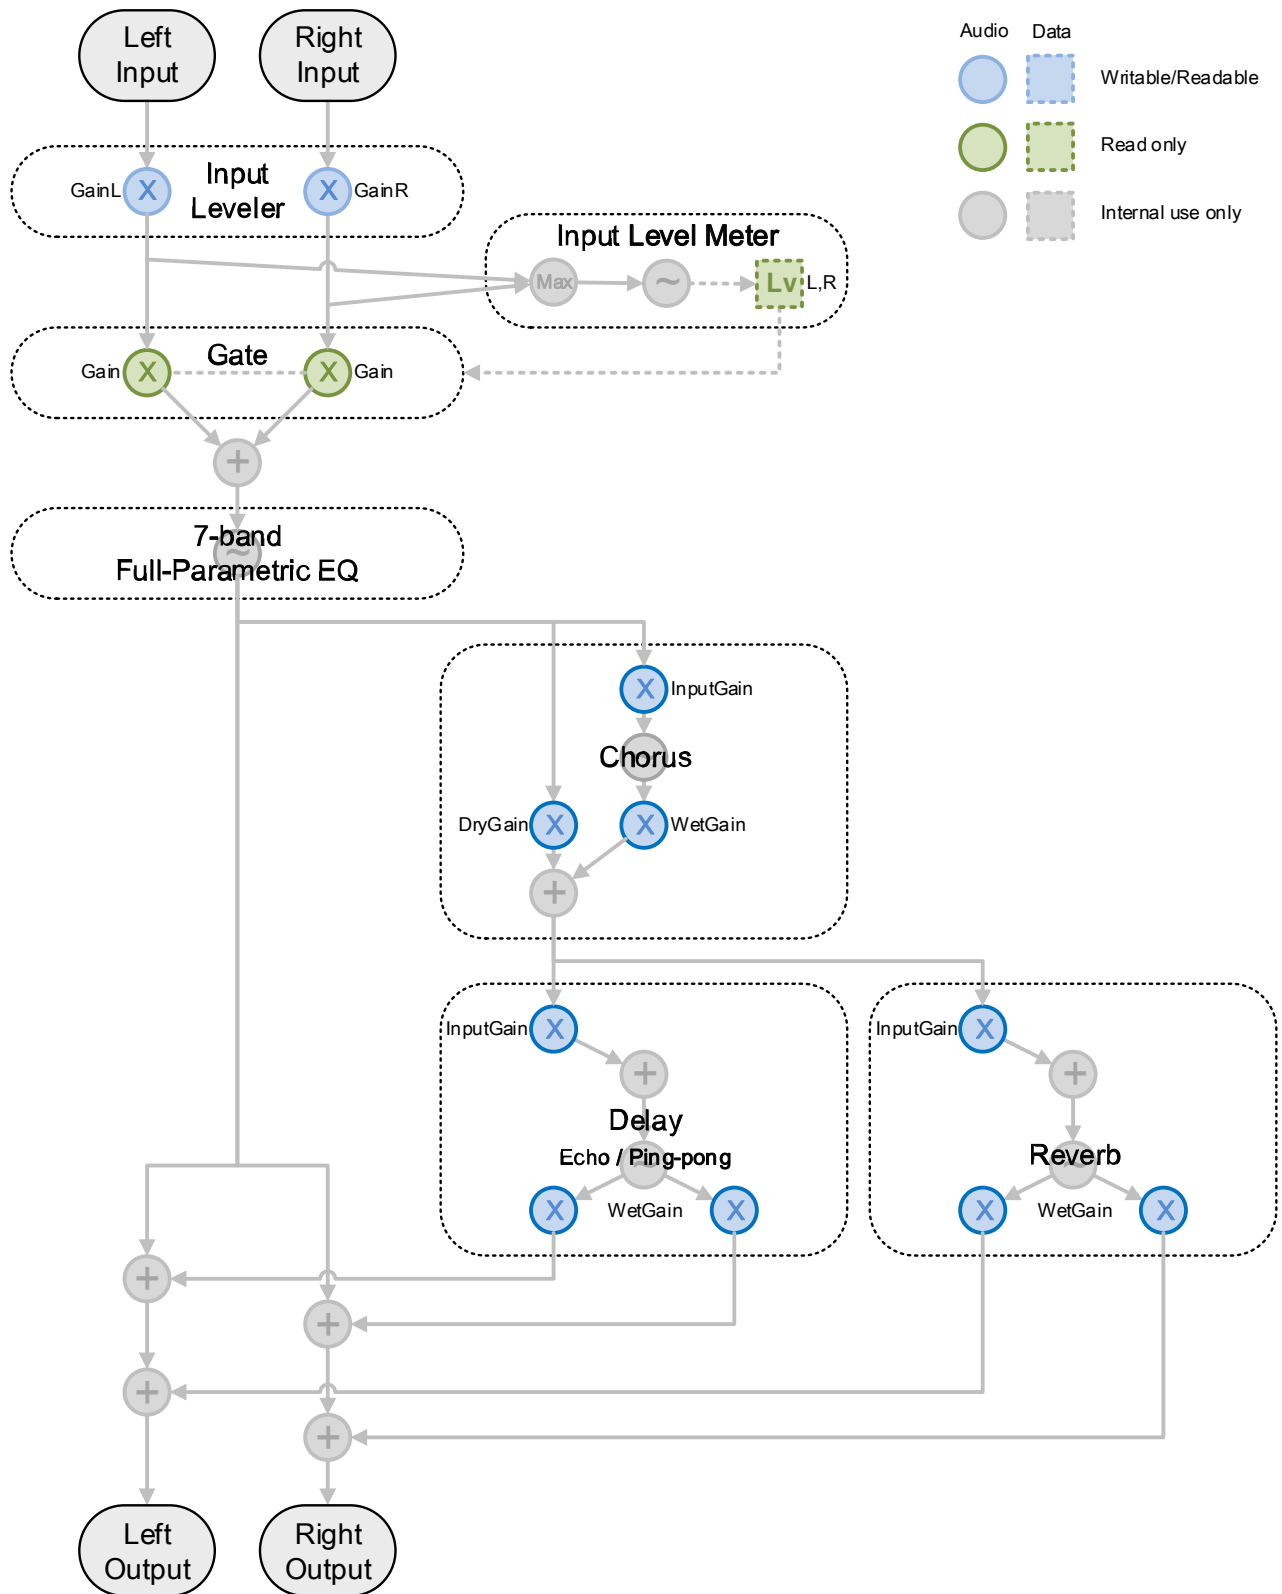 Left
Input
Right
Input
Audio
Data
Writable/Readable
Read only
Internal use only
GainL
X
Input
Leveler
X
GainR
Input Level Meter
Max
~
Lv
L,R
Gain
X
Gate
X
Gain
+
7-band
~
Full-Parametric EQ
X
InputGain
Chorus
DryGain
X
X
WetGain
+
InputGain
X
+
Delay
Echo / Ping-pong
~
X
WetGain
X
InputGain
X
+
Reverb
~
X
WetGain
X
+
+
+
+
Left
Output
Right
Output